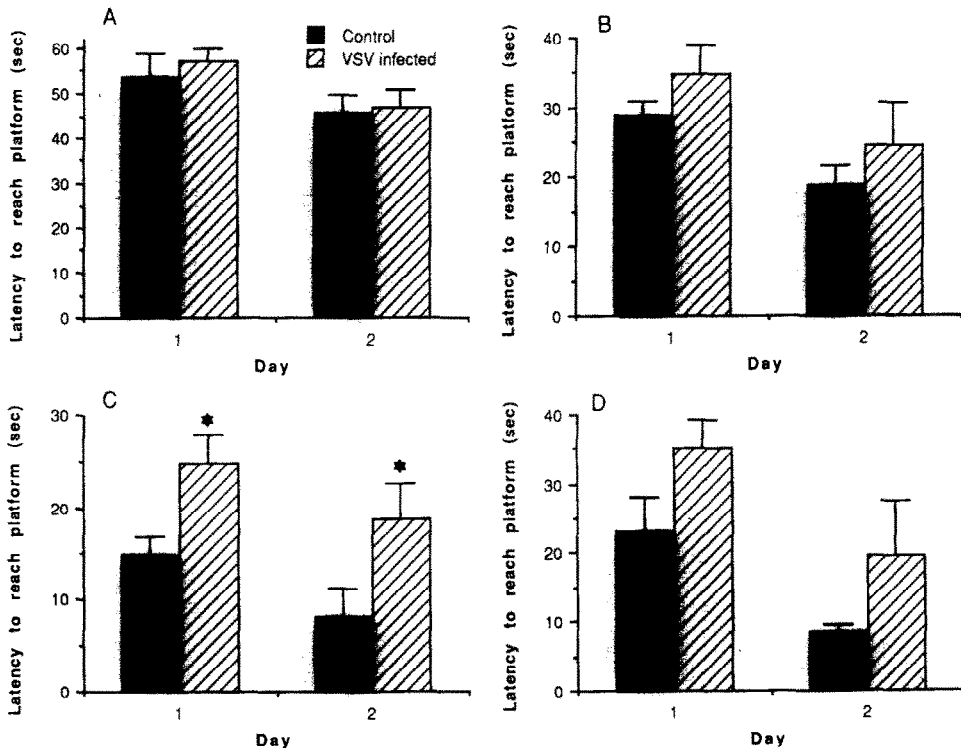 A
Control
VSV infected
Latency to reach platform (sec)
60
50
40
30
20
10
0
1
2
Day
B
Latency to reach platform (sec)
40
30
20
10
0
1
2
Day
C
Latency to reach platform (sec)
30
20
10
0
*
*
1
2
Day
D
Latency to reach platform (sec)
40
30
20
10
0
1
2
Day